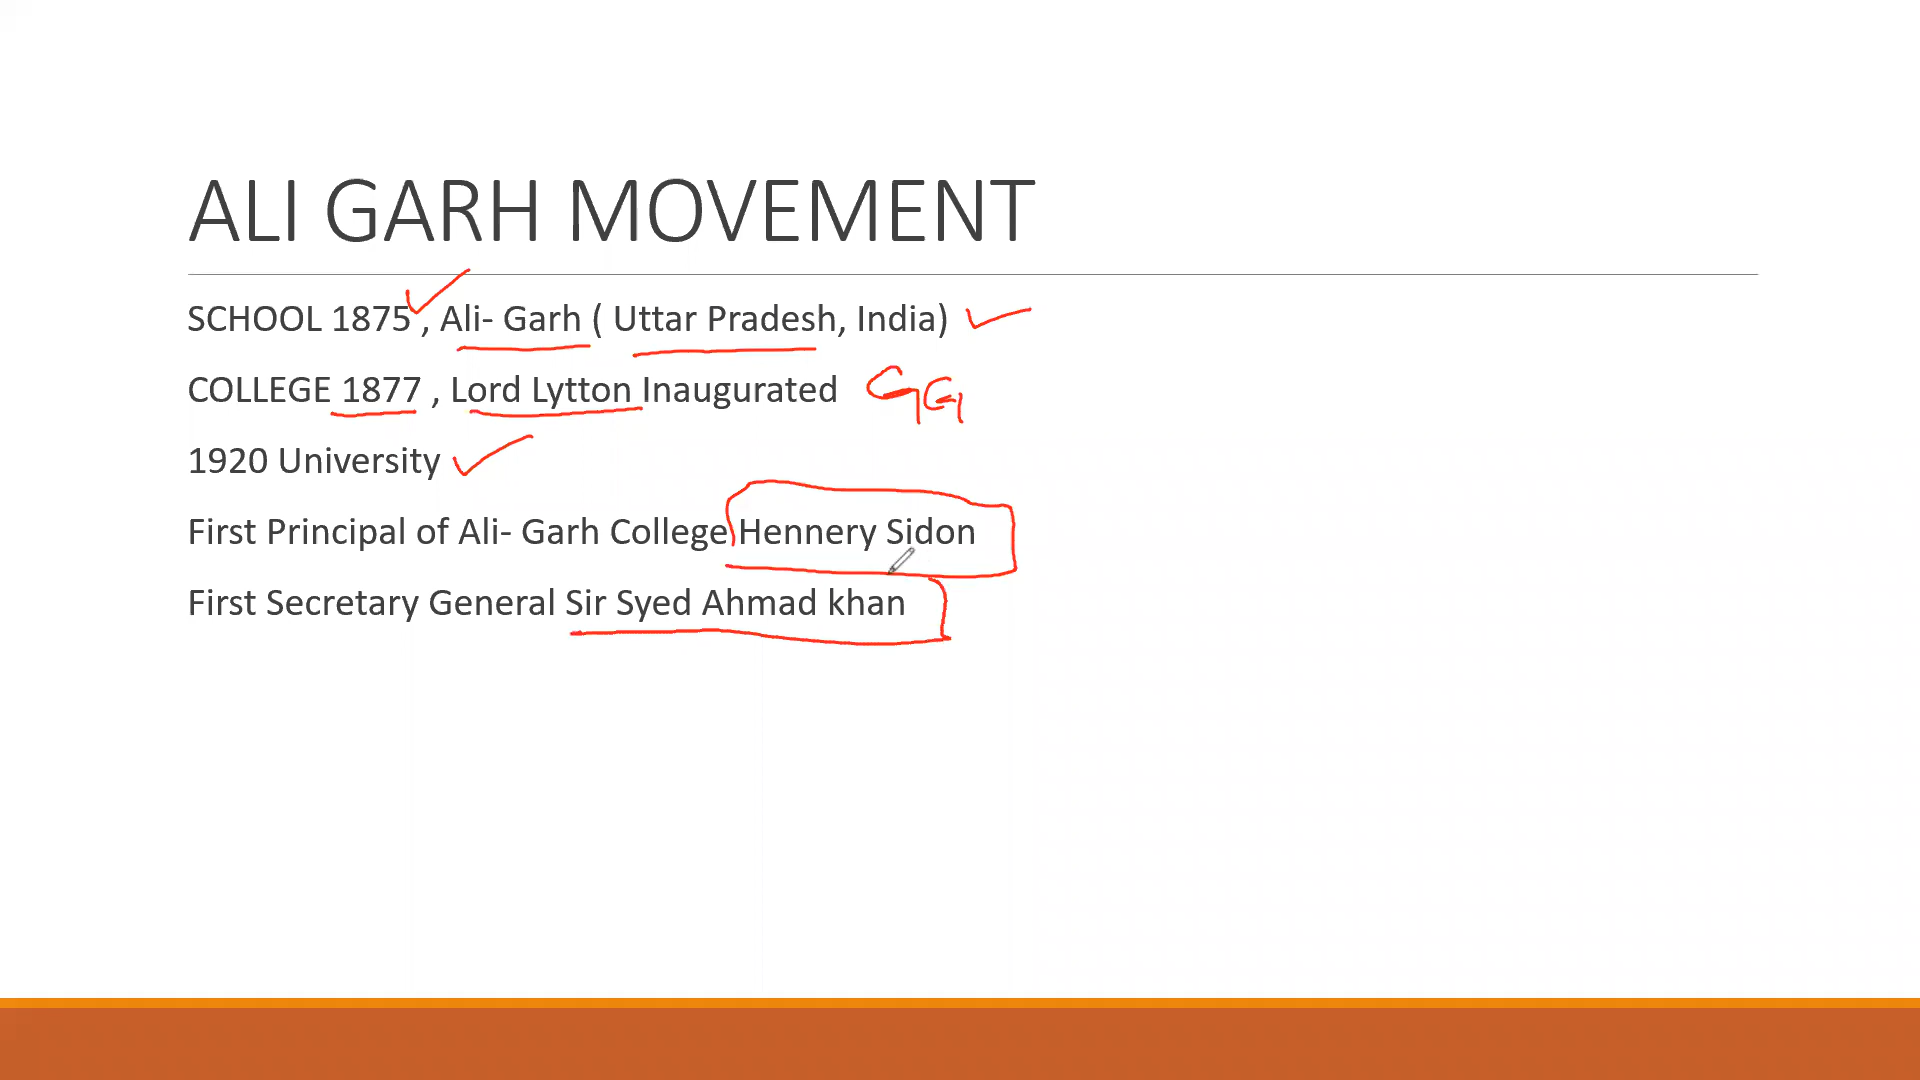 ALI GARH MOVEMENT
SCHOOL 1875 , Ali- Garh ( Uttar Pradesh, India)
COLLEGE 1877 , Lord Lytton Inaugurated GG
1920 University
First Principal of Ali- Garh College Hennery Sidon
First Secretary General Sir Syed Ahmad khan